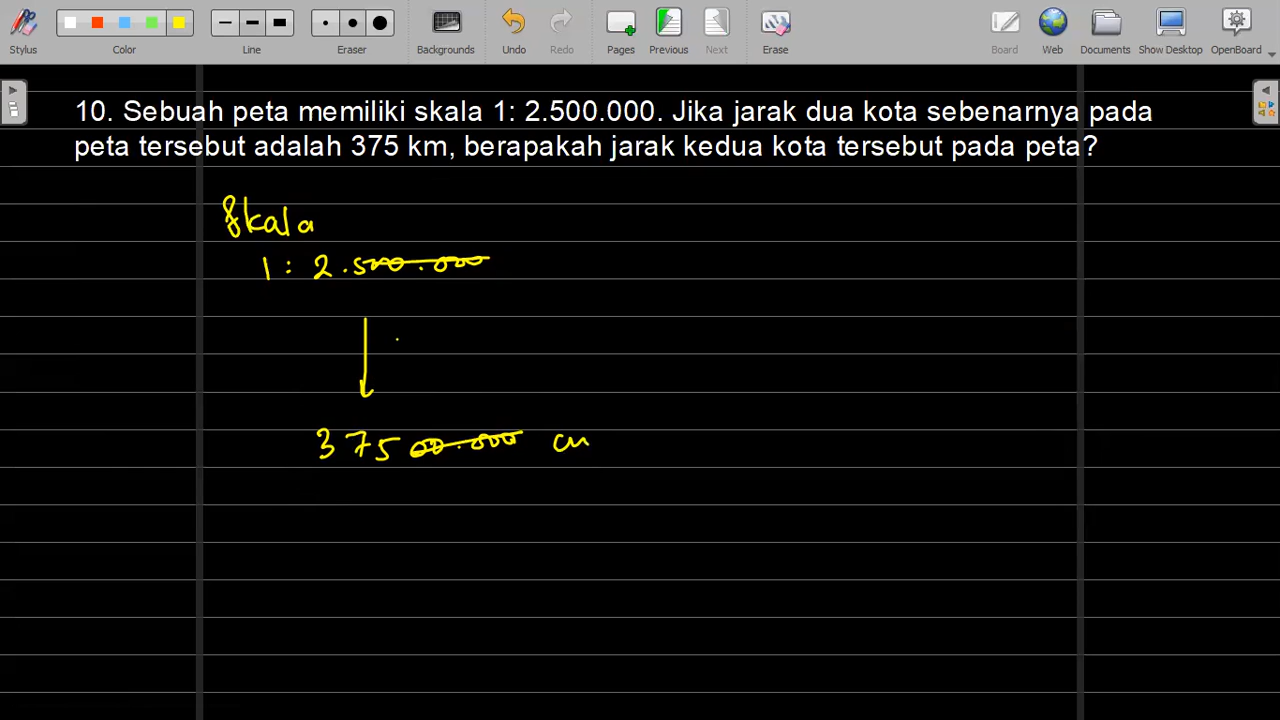 Stylus Color Line Eraser Backgrounds Undo Redo Pages Previous Next Erase Board Web Documents Show Desktop OpenBoard
10. Sebuah peta memiliki skala 1: 2.500.000. Jika jarak dua kota sebenarnya pada
peta tersebut adalah 375 km, berapakah jarak kedua kota tersebut pada peta?
Skala
1 : 2.500.000
37500.000 cm